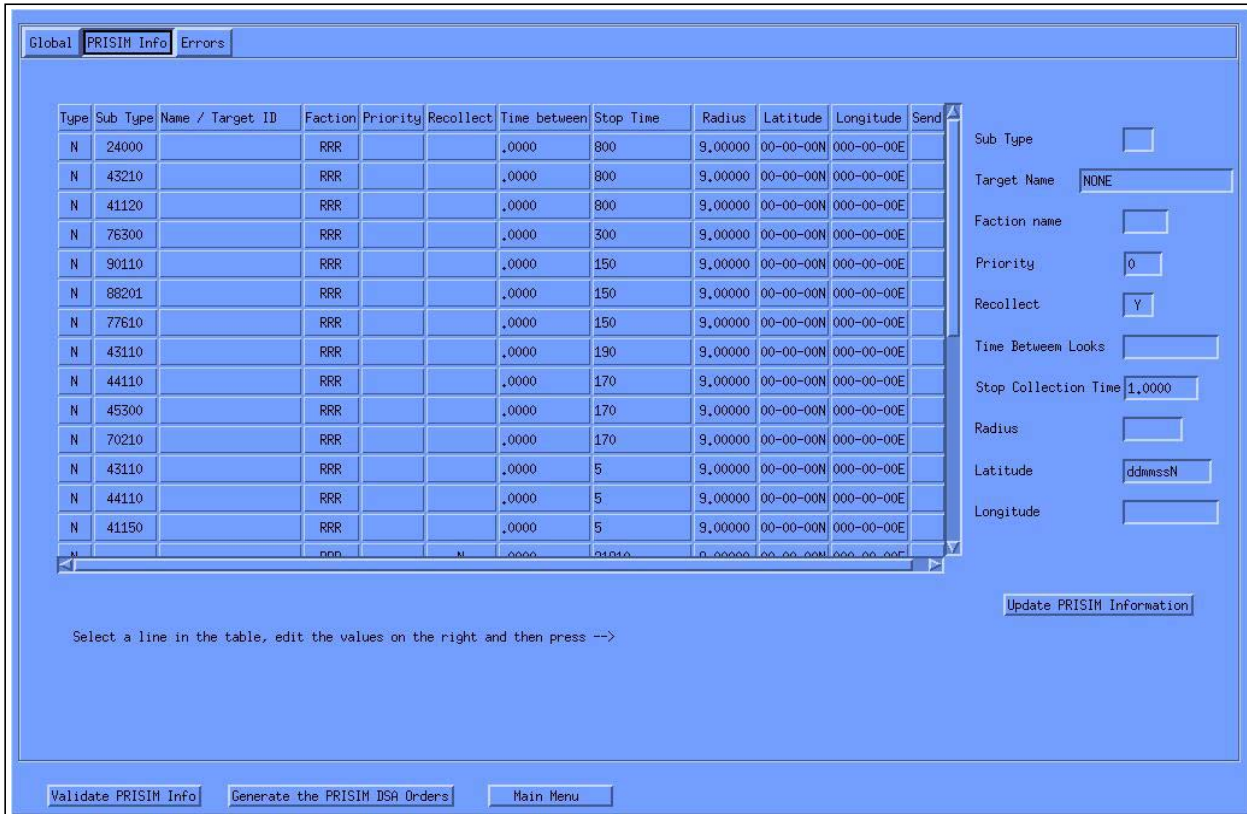 Global PRISIM Info Errors
Type Sub Type Name / Target ID Faction Priority Recollect Time between Stop Time Radius Latitude Longitude Send
N 24000 RRR .0000 800 9.00000 00-00-00N 000-00-00E
N 43210 RRR .0000 800 9.00000 00-00-00N 000-00-00E
N 41120 RRR .0000 800 9.00000 00-00-00N 000-00-00E
N 76300 RRR .0000 300 9.00000 00-00-00N 000-00-00E
N 90110 RRR .0000 150 9.00000 00-00-00N 000-00-00E
N 88201 RRR .0000 150 9.00000 00-00-00N 000-00-00E
N 77610 RRR .0000 150 9.00000 00-00-00N 000-00-00E
N 43110 RRR .0000 190 9.00000 00-00-00N 000-00-00E
N 44110 RRR .0000 170 9.00000 00-00-00N 000-00-00E
N 45300 RRR .0000 170 9.00000 00-00-00N 000-00-00E
N 70210 RRR .0000 170 9.00000 00-00-00N 000-00-00E
N 43110 RRR .0000 5 9.00000 00-00-00N 000-00-00E
N 44110 RRR .0000 5 9.00000 00-00-00N 000-00-00E
N 41150 RRR .0000 5 9.00000 00-00-00N 000-00-00E
Sub Type
Target Name NONE
Faction name
Priority 0
Recollect Y
Time Betweem Looks
Stop Collection Time 1.0000
Radius
Latitude ddmmssN
Longitude
Update PRISIM Information
Select a line in the table, edit the values on the right and then press -->
Validate PRISIM Info Generate the PRISIM DSA Orders Main Menu